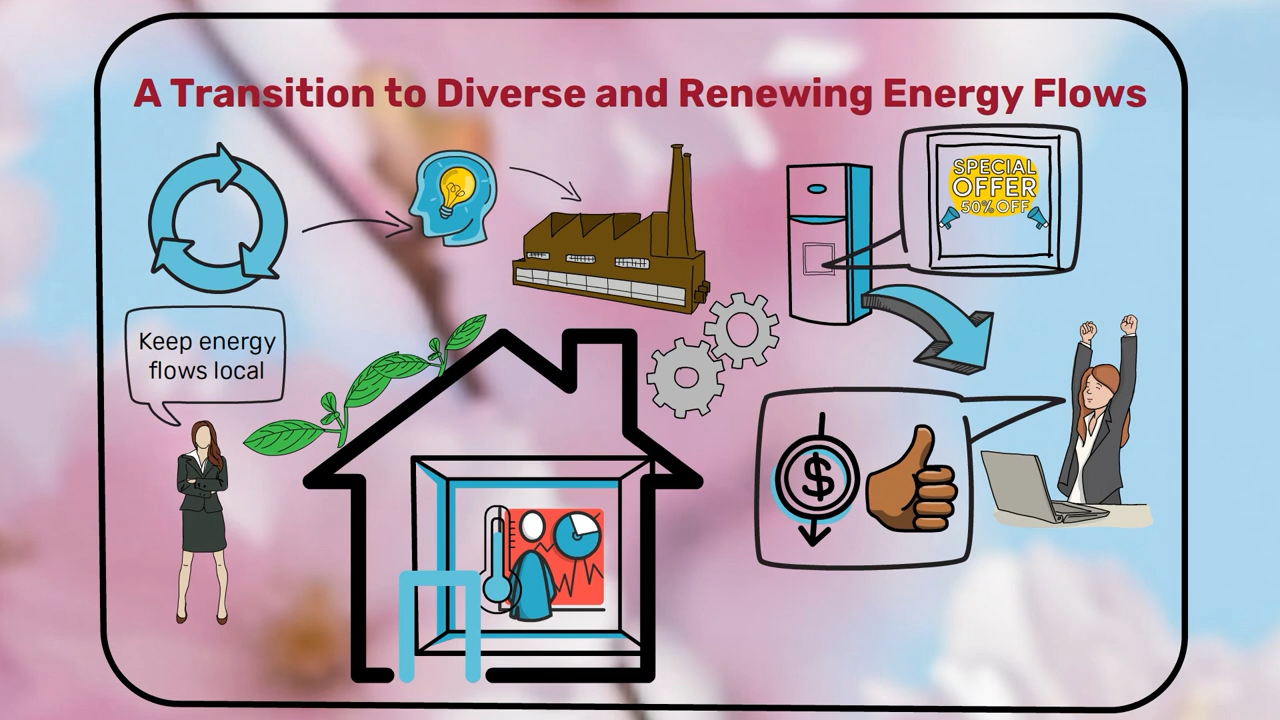 A Transition to Diverse and Renewing Energy Flows
SPECIAL
OFFER
50% OFF
Keep energy
flows local
$